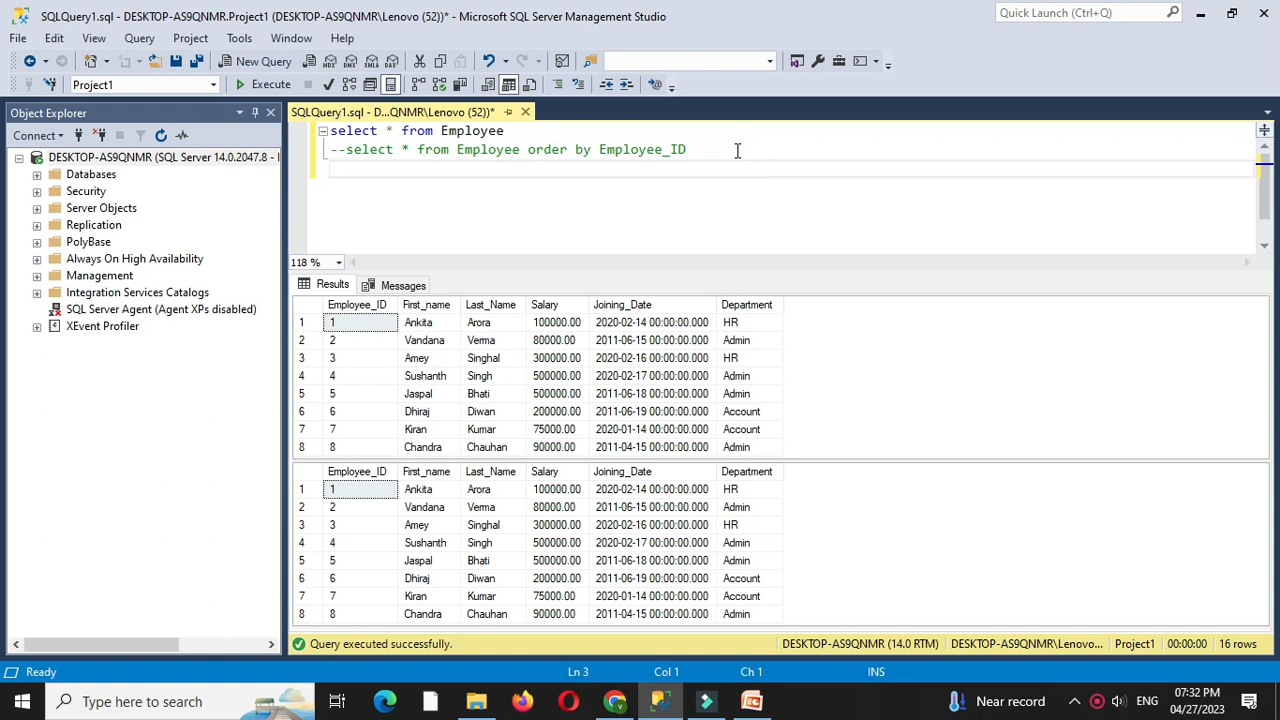 SQLQuery1.sql - DESKTOP-AS9QNMR.Project1 (DESKTOP-AS9QNMR\Lenovo (52))* - Microsoft SQL Server Management Studio
Quick Launch (Ctrl+Q)
File Edit View Query Project Tools Window Help
New Query
MDX DMX XMLA DAX
Project1 Execute
Object Explorer
SQLQuery1.sql - D...QNMR\Lenovo (52))*
Connect
select * from Employee
--select * from Employee order by Employee_ID
DESKTOP-AS9QNMR (SQL Server 14.0.2047.8 - D
Databases
Security
Server Objects
Replication
PolyBase
Always On High Availability
Management
Integration Services Catalogs
SQL Server Agent (Agent XPs disabled)
XEvent Profiler
118 %
Results Messages
Employee_ID First_name Last_Name Salary Joining_Date Department
1 1 Ankita Arora 100000.00 2020-02-14 00:00:00.000 HR
2 2 Vandana Verma 80000.00 2011-06-15 00:00:00.000 Admin
3 3 Amey Singhal 300000.00 2020-02-16 00:00:00.000 HR
4 4 Sushanth Singh 500000.00 2020-02-17 00:00:00.000 Admin
5 5 Jaspal Bhati 500000.00 2011-06-18 00:00:00.000 Admin
6 6 Dhiraj Diwan 200000.00 2011-06-19 00:00:00.000 Account
7 7 Kiran Kumar 75000.00 2020-01-14 00:00:00.000 Account
8 8 Chandra Chauhan 90000.00 2011-04-15 00:00:00.000 Admin
Employee_ID First_name Last_Name Salary Joining_Date Department
1 1 Ankita Arora 100000.00 2020-02-14 00:00:00.000 HR
2 2 Vandana Verma 80000.00 2011-06-15 00:00:00.000 Admin
3 3 Amey Singhal 300000.00 2020-02-16 00:00:00.000 HR
4 4 Sushanth Singh 500000.00 2020-02-17 00:00:00.000 Admin
5 5 Jaspal Bhati 500000.00 2011-06-18 00:00:00.000 Admin
6 6 Dhiraj Diwan 200000.00 2011-06-19 00:00:00.000 Account
7 7 Kiran Kumar 75000.00 2020-01-14 00:00:00.000 Account
8 8 Chandra Chauhan 90000.00 2011-04-15 00:00:00.000 Admin
Query executed successfully. DESKTOP-AS9QNMR (14.0 RTM) DESKTOP-AS9QNMR\Lenovo... Project1 00:00:00 16 rows
Ready Ln 3 Col 1 Ch 1 INS
Type here to search
Near record
ENG
07:32 PM
04/27/2023